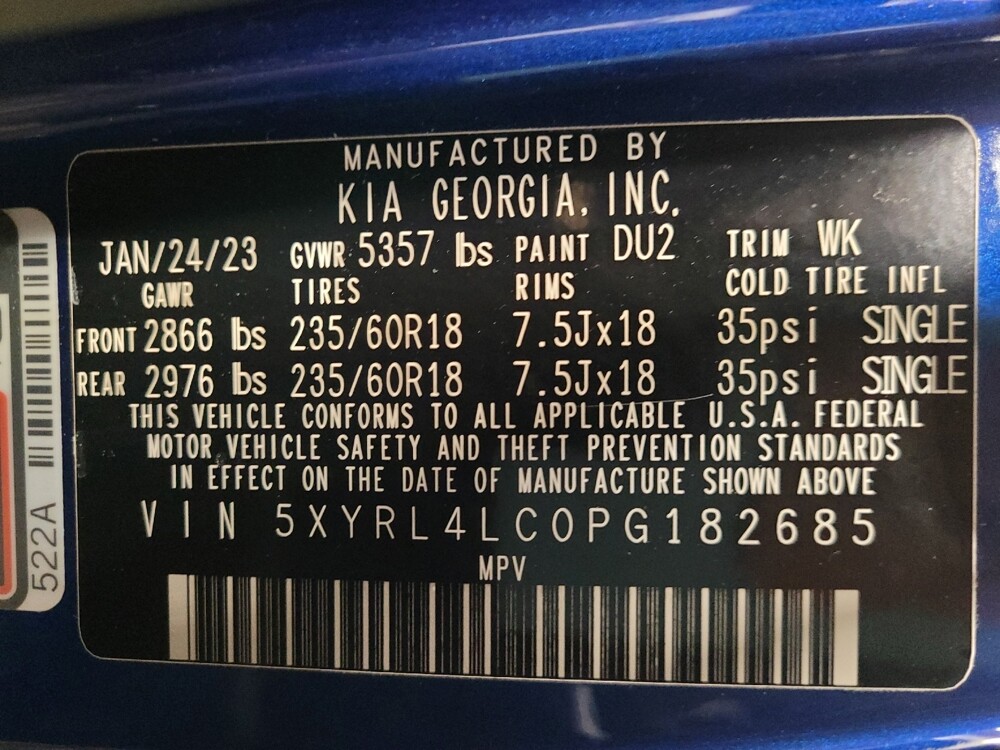 MANUFACTURED BY
KIA GEORGIA, INC.
JAN/24/23 GVWR 5357 lbs PAINT DU2 TRIM WK
GAWR TIRES RIMS COLD TIRE INFL
FRONT 2866 lbs 235/60R18 7.5Jx18 35psi SINGLE
REAR 2976 lbs 235/60R18 7.5Jx18 35psi SINGLE
THIS VEHICLE CONFORMS TO ALL APPLICABLE U.S.A. FEDERAL
MOTOR VEHICLE SAFETY AND THEFT PREVENTION STANDARDS
IN EFFECT ON THE DATE OF MANUFACTURE SHOWN ABOVE
VIN 5XYRL4LC0PG182685
MPV
522A